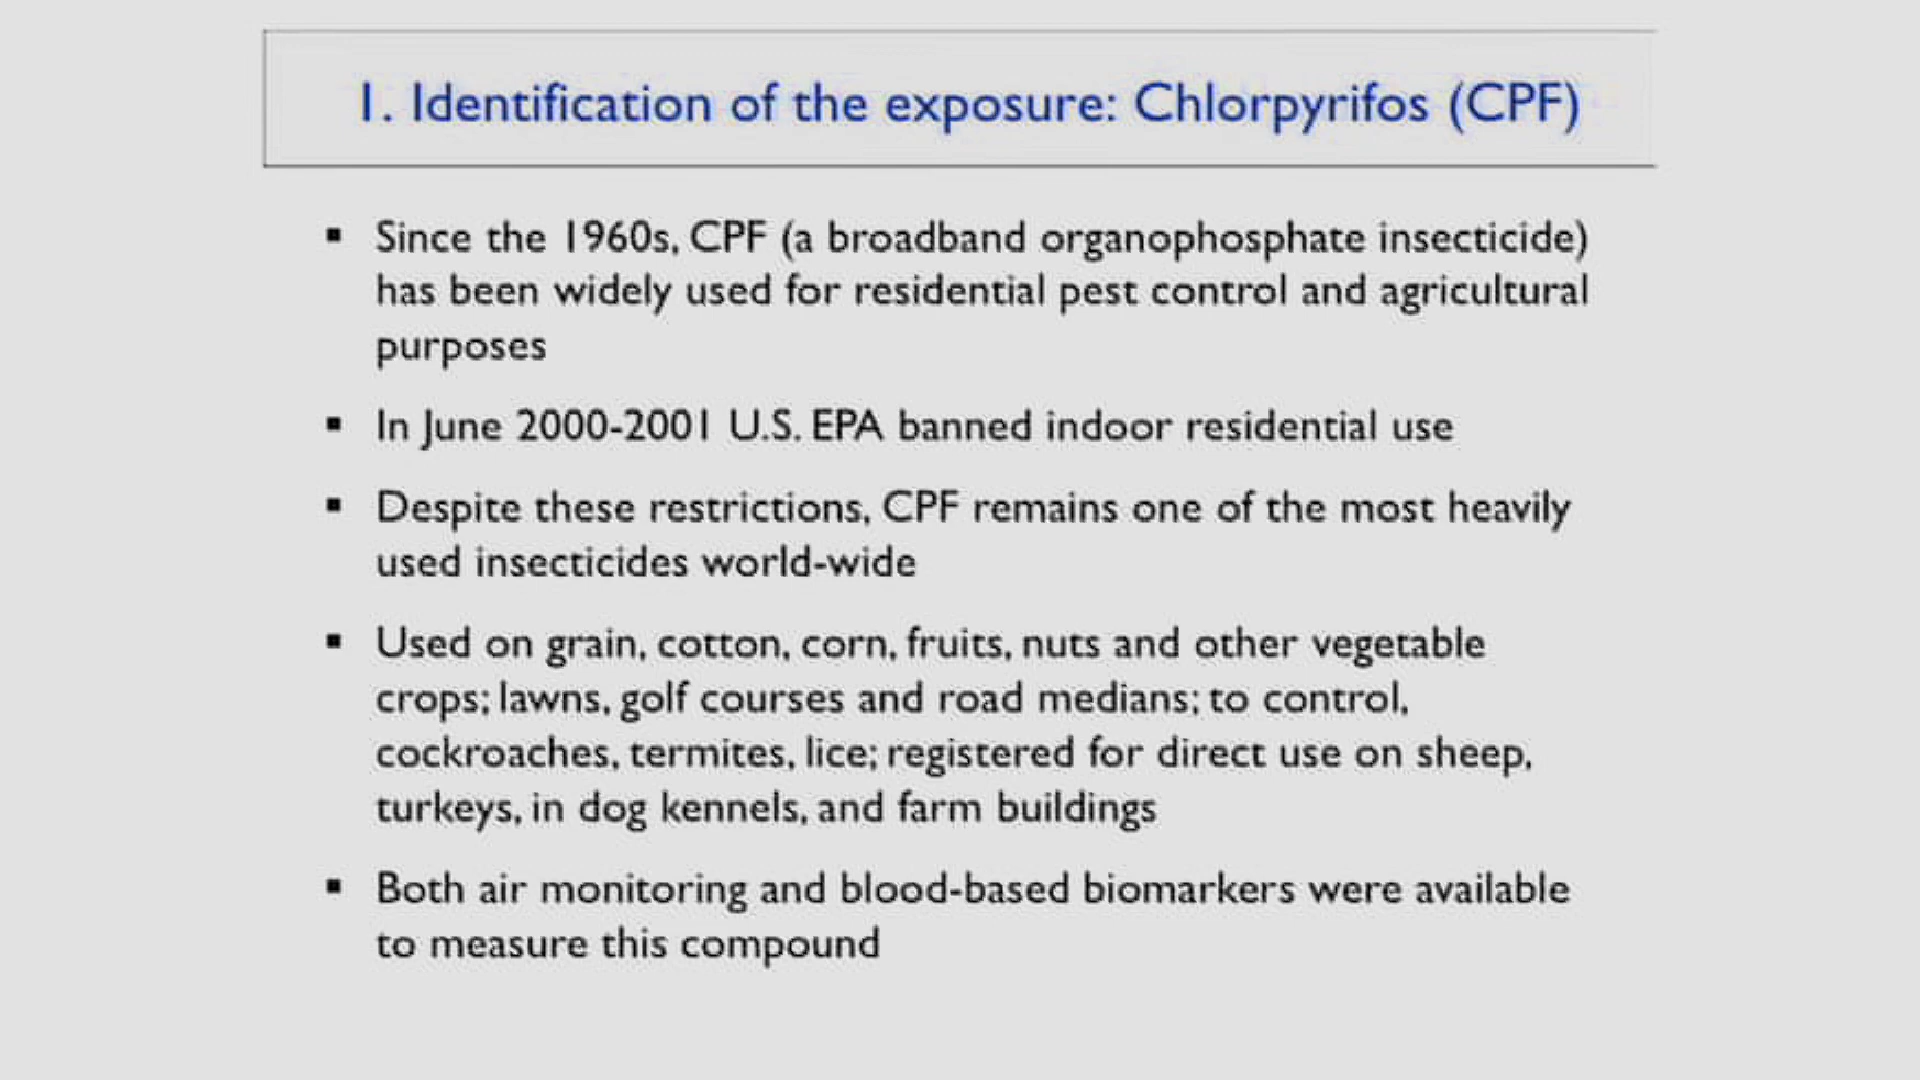 1. Identification of the exposure: Chlorpyrifos (CPF)
▪ Since the 1960s, CPF (a broadband organophosphate insecticide)
has been widely used for residential pest control and agricultural
purposes
▪ In June 2000-2001 U.S. EPA banned indoor residential use
▪ Despite these restrictions, CPF remains one of the most heavily
used insecticides world-wide
▪ Used on grain, cotton, corn, fruits, nuts and other vegetable
crops; lawns, golf courses and road medians; to control,
cockroaches, termites, lice; registered for direct use on sheep,
turkeys, in dog kennels, and farm buildings
▪ Both air monitoring and blood-based biomarkers were available
to measure this compound